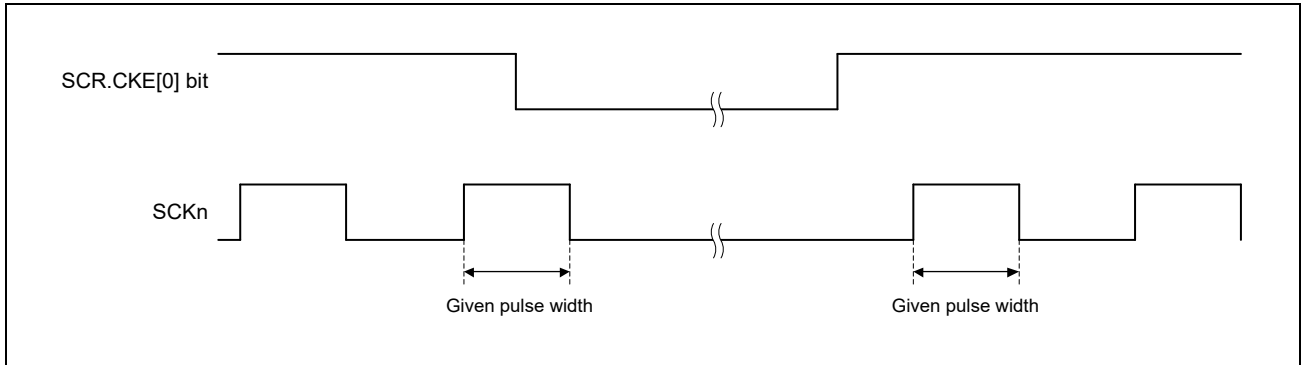 SCR.CKE[0] bit
SCKn
Given pulse width
Given pulse width